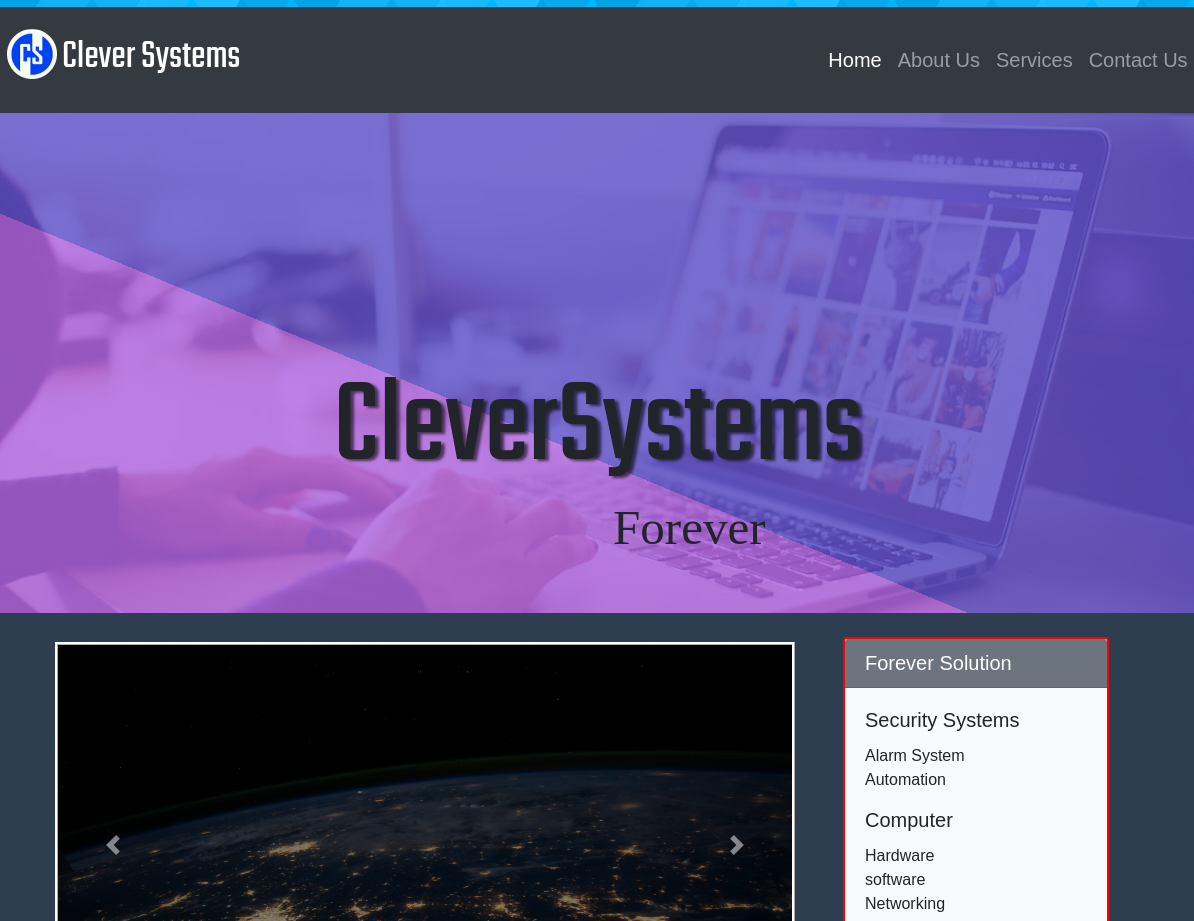 CS Clever Systems
Home About Us Services Contact Us
CleverSystems
Forever
Forever Solution
Security Systems
Alarm System
Automation
Computer
Hardware
software
Networking